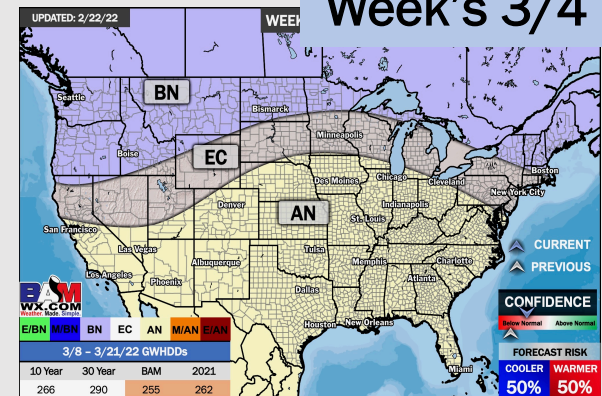 UPDATED: 2/22/22
WEEK
Week's 3/4
Seattle
BN
Bismarck
Minneapolis
Boise
EC
Boston
Des Moines
Chicago
Cleveland
New York City
Denver
AN
Indianapolis
St. Louis
San Francisco
Las Vegas
CURRENT
Albuquerque
Tulsa
Memphis
Charlotte
PREVIOUS
Los Angeles
Phoenix
Atlanta
Dallas
BAM
WX.COM
Weather. Made. Simple.
CONFIDENCE
Below Normal Above Normal
Houston
New Orleans
E/BN M/BN BN EC AN M/AN E/AN
3/8 – 3/21/22 GWHDDs
FORECAST RISK
COOLER WARMER
50% 50%
Miami
10 Year 30 Year BAM 2021
266 290 255 262